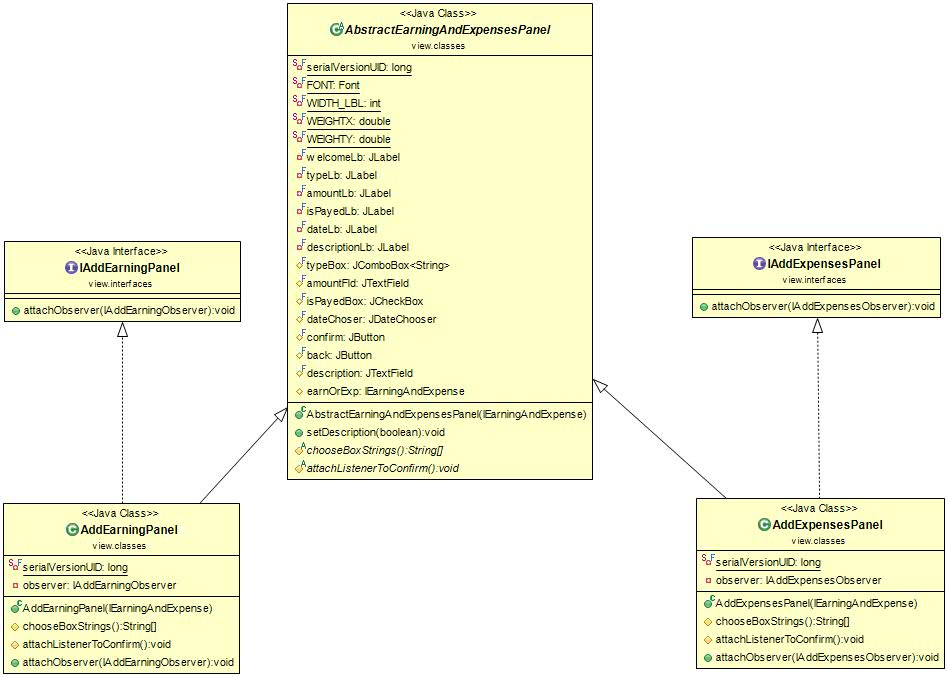 <<Java Class>>
AbstractEarningAndExpensesPanel
view.classes
serialVersionUID: long
FONT: Font
WIDTH_LBL: int
WEIGHTX: double
WEIGHTY: double
welcomeLb: JLabel
typeLb: JLabel
amountLb: JLabel
isPayedLb: JLabel
dateLb: JLabel
descriptionLb: JLabel
typeBox: JComboBox<String>
amountFld: JTextField
isPayedBox: JCheckBox
dateChoser: JDateChooser
confirm: JButton
back: JButton
description: JTextField
earnOrExp: IEarningAndExpense
AbstractEarningAndExpensesPanel(IEarningAndExpense)
setDescription(boolean):void
chooseBoxStrings():String[]
attachListenerToConfirm():void
<<Java Interface>>
IAddEarningPanel
view.interfaces
attachObserver(IAddEarningObserver):void
<<Java Interface>>
IAddExpensesPanel
view.interfaces
attachObserver(IAddExpensesObserver):void
<<Java Class>>
AddEarningPanel
view.classes
serialVersionUID: long
observer: IAddEarningObserver
AddEarningPanel(IEarningAndExpense)
chooseBoxStrings():String[]
attachListenerToConfirm():void
attachObserver(IAddEarningObserver):void
<<Java Class>>
AddExpensesPanel
view.classes
serialVersionUID: long
observer: IAddExpensesObserver
AddExpensesPanel(IEarningAndExpense)
chooseBoxStrings():String[]
attachListenerToConfirm():void
attachObserver(IAddExpensesObserver):void